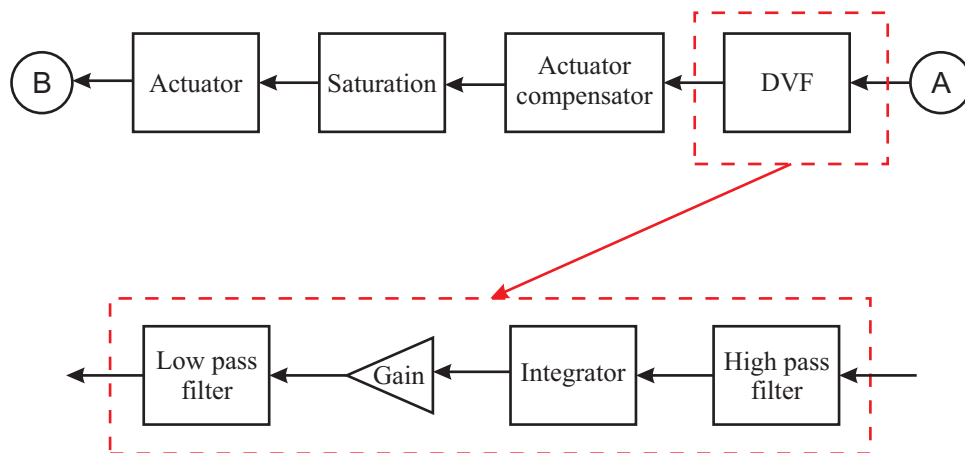 B
Actuator
Saturation
Actuator
compensator
DVF
A
Low pass
filter
Gain
Integrator
High pass
filter